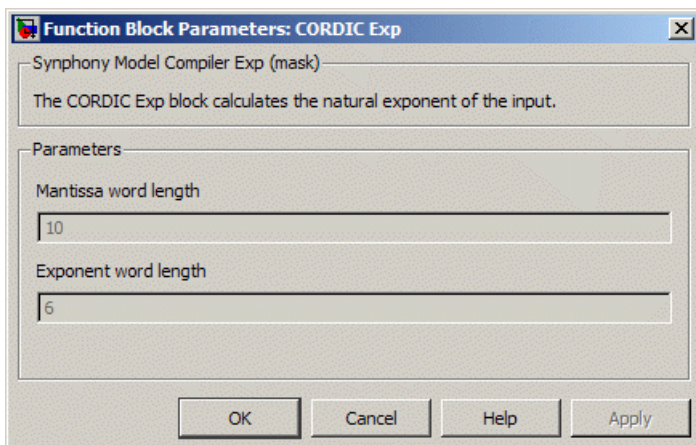 Function Block Parameters: CORDIC Exp
Synphony Model Compiler Exp (mask)
The CORDIC Exp block calculates the natural exponent of the input.
Parameters
Mantissa word length
10
Exponent word length
6
OK Cancel Help Apply